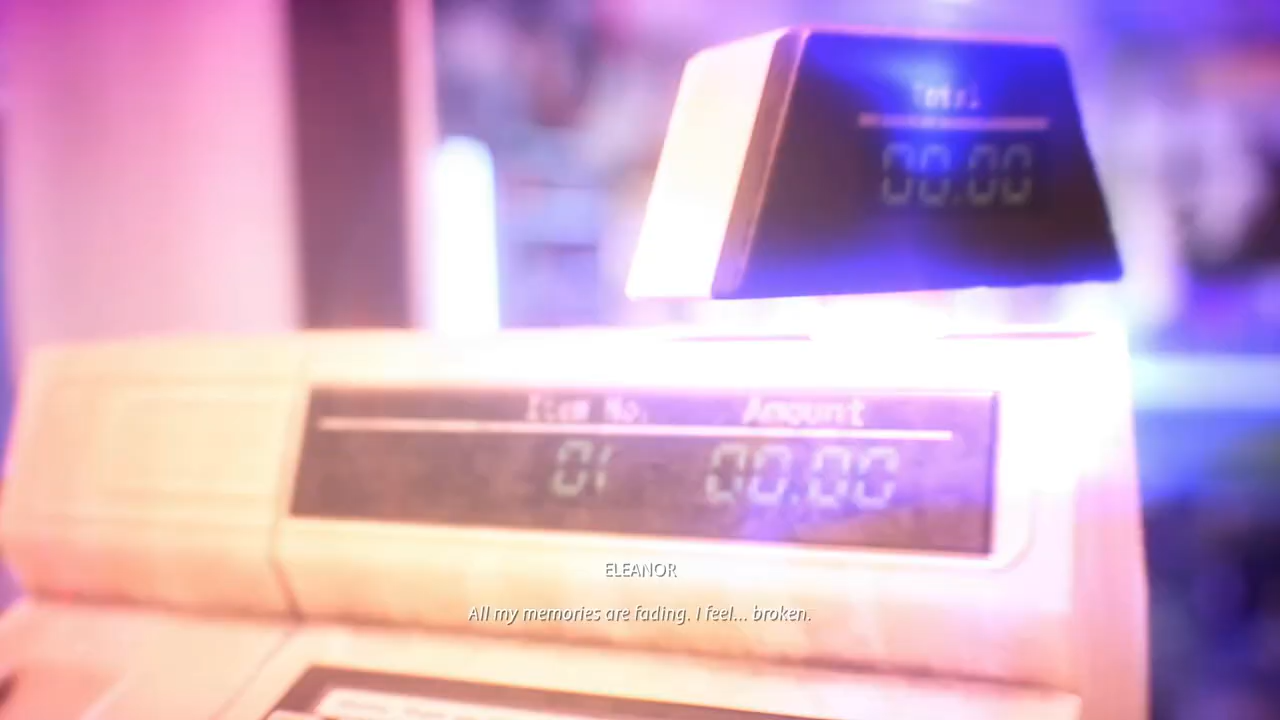 Total
00.00
Item No. Amount
01 00.00
ELEANOR
All my memories are fading. I feel... broken.